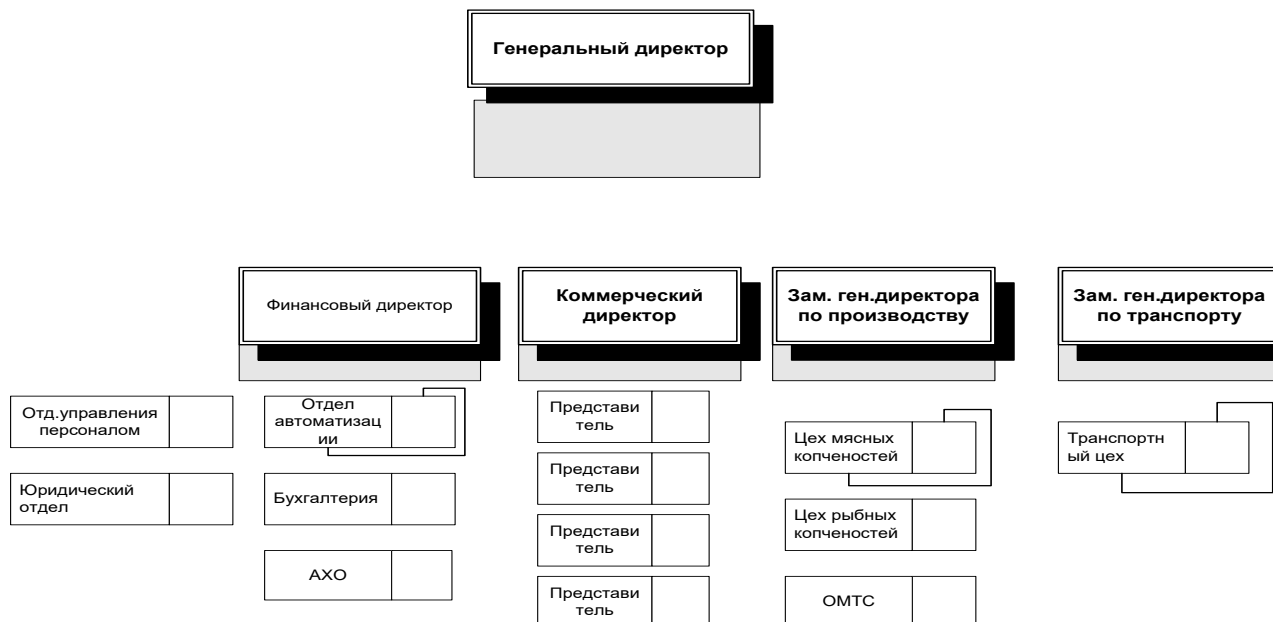 Генеральный директор
Финансовый директор
Коммерческий
директор
Зам. ген.директора
по производству
Зам. ген.директора
по транспорту
Отд.управления
персоналом
Юридический
отдел
Отдел
автоматизац
ии
Бухгалтерия
АХО
Представи
тель
Представи
тель
Представи
тель
Представи
тель
Цех мясных
копченостей
Цех рыбных
копченостей
ОМТС
Транспортн
ый цех